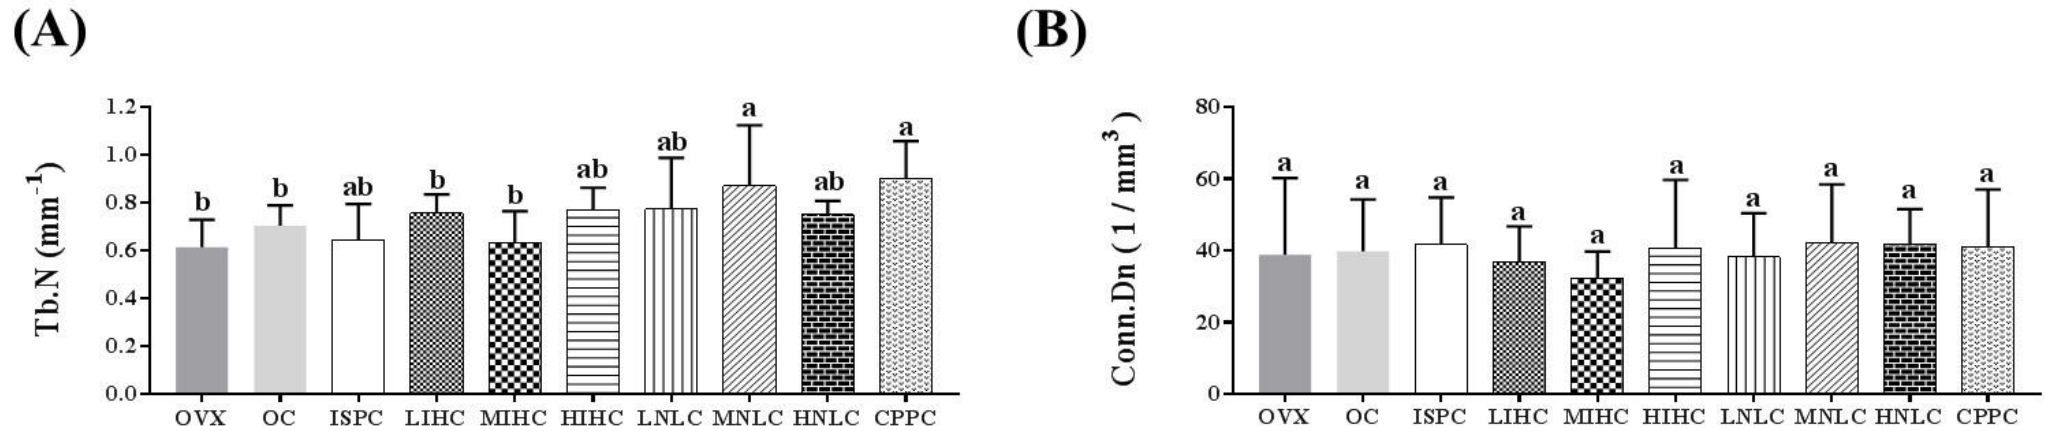 (A)
Tb.N (mm-1)
1.2
1.0
0.8
0.6
0.4
0.2
0.0
b
b
ab
b
b
ab
ab
a
ab
a
OVX OC ISPC LIHC MIHC HIHC LNLC MNLC HNLC CPPC
(B)
Conn.Dn ( 1 / mm3 )
80
60
40
20
0
a
a
a
a
a
a
a
a
a
a
OVX OC ISPC LIHC MIHC HIHC LNLC MNLC HNLC CPPC